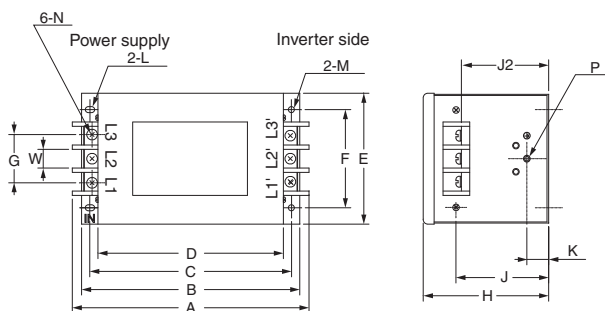 6-N
Power supply
2-L
Inverter side
2-M
J2
P
L3
L2
L1
L3'
L2'
L1'
G
W
F
E
IN
D
C
B
A
K
J
H